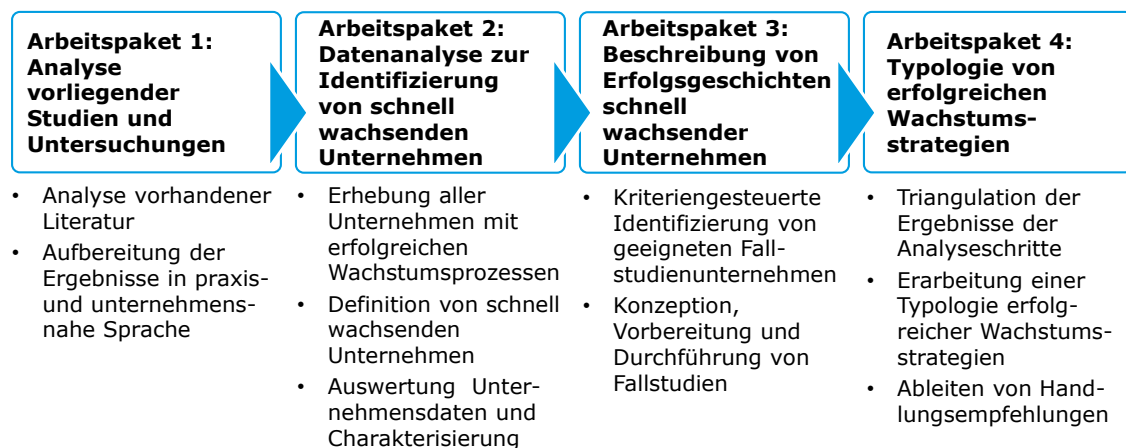 Arbeitspaket 1:
Analyse
vorliegender
Studien und
Untersuchungen
• Analyse vorhandener
Literatur
• Aufbereitung der
Ergebnisse in praxis-
und unternehmens-
nahe Sprache
Arbeitspaket 2:
Datenanalyse zur
Identifizierung
von schnell
wachsenden
Unternehmen
• Erhebung aller
Unternehmen mit
erfolgreichen
Wachstumsprozessen
• Definition von schnell
wachsenden
Unternehmen
• Auswertung Unter-
nehmensdaten und
Charakterisierung
Arbeitspaket 3:
Beschreibung von
Erfolgsgeschichten
schnell
wachsender
Unternehmen
• Kriteriengesteuerte
Identifizierung von
geeigneten Fall-
studienunternehmen
• Konzeption,
Vorbereitung und
Durchführung von
Fallstudien
Arbeitspaket 4:
Typologie von
erfolgreichen
Wachstums-
strategien
• Triangulation der
Ergebnisse der
Analyseschritte
• Erarbeitung einer
Typologie erfolg-
reicher Wachstums-
strategien
• Ableiten von Hand-
lungsempfehlungen